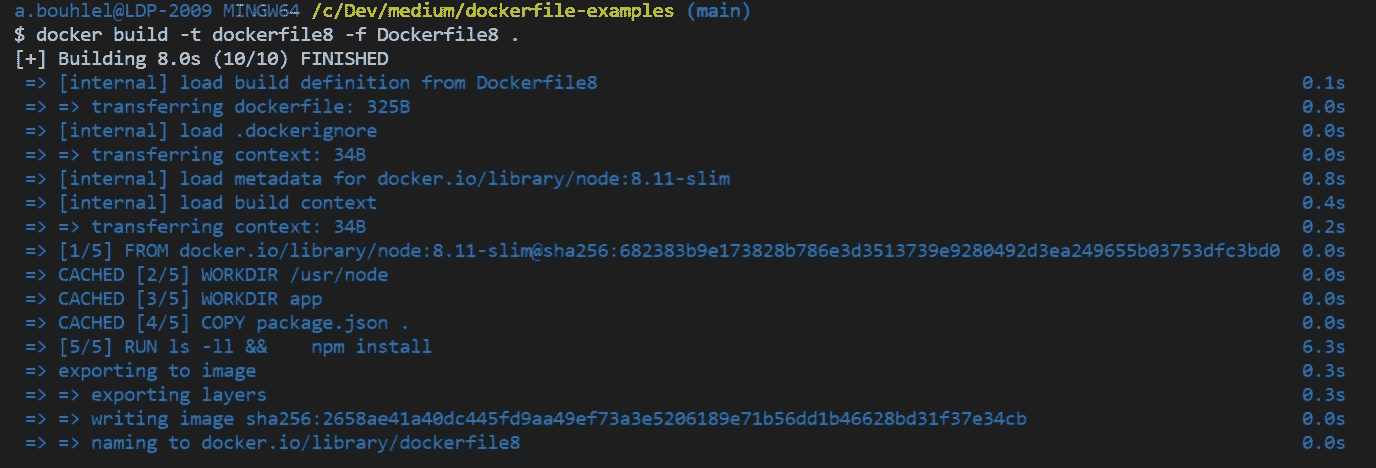 a.bouhlel@LDP-2009 MINGW64 /c/Dev/medium/dockerfile-examples (main)
$ docker build -t dockerfile8 -f Dockerfile8 .
[+] Building 8.0s (10/10) FINISHED
=> [internal] load build definition from Dockerfile8 0.1s
=> => transferring dockerfile: 325B 0.0s
=> [internal] load .dockerignore 0.0s
=> => transferring context: 34B 0.0s
=> [internal] load metadata for docker.io/library/node:8.11-slim 0.8s
=> [internal] load build context 0.4s
=> => transferring context: 34B 0.2s
=> [1/5] FROM docker.io/library/node:8.11-slim@sha256:682383b9e173828b786e3d3513739e9280492d3ea249655b03753dfc3bd0 0.0s
=> CACHED [2/5] WORKDIR /usr/node 0.0s
=> CACHED [3/5] WORKDIR app 0.0s
=> CACHED [4/5] COPY package.json . 0.0s
=> [5/5] RUN ls -ll &&    npm install 6.3s
=> exporting to image 0.3s
=> => exporting layers 0.3s
=> => writing image sha256:2658ae41a40dc445fd9aa49ef73a3e5206189e71b56dd1b46628bd31f37e34cb 0.0s
=> => naming to docker.io/library/dockerfile8 0.0s